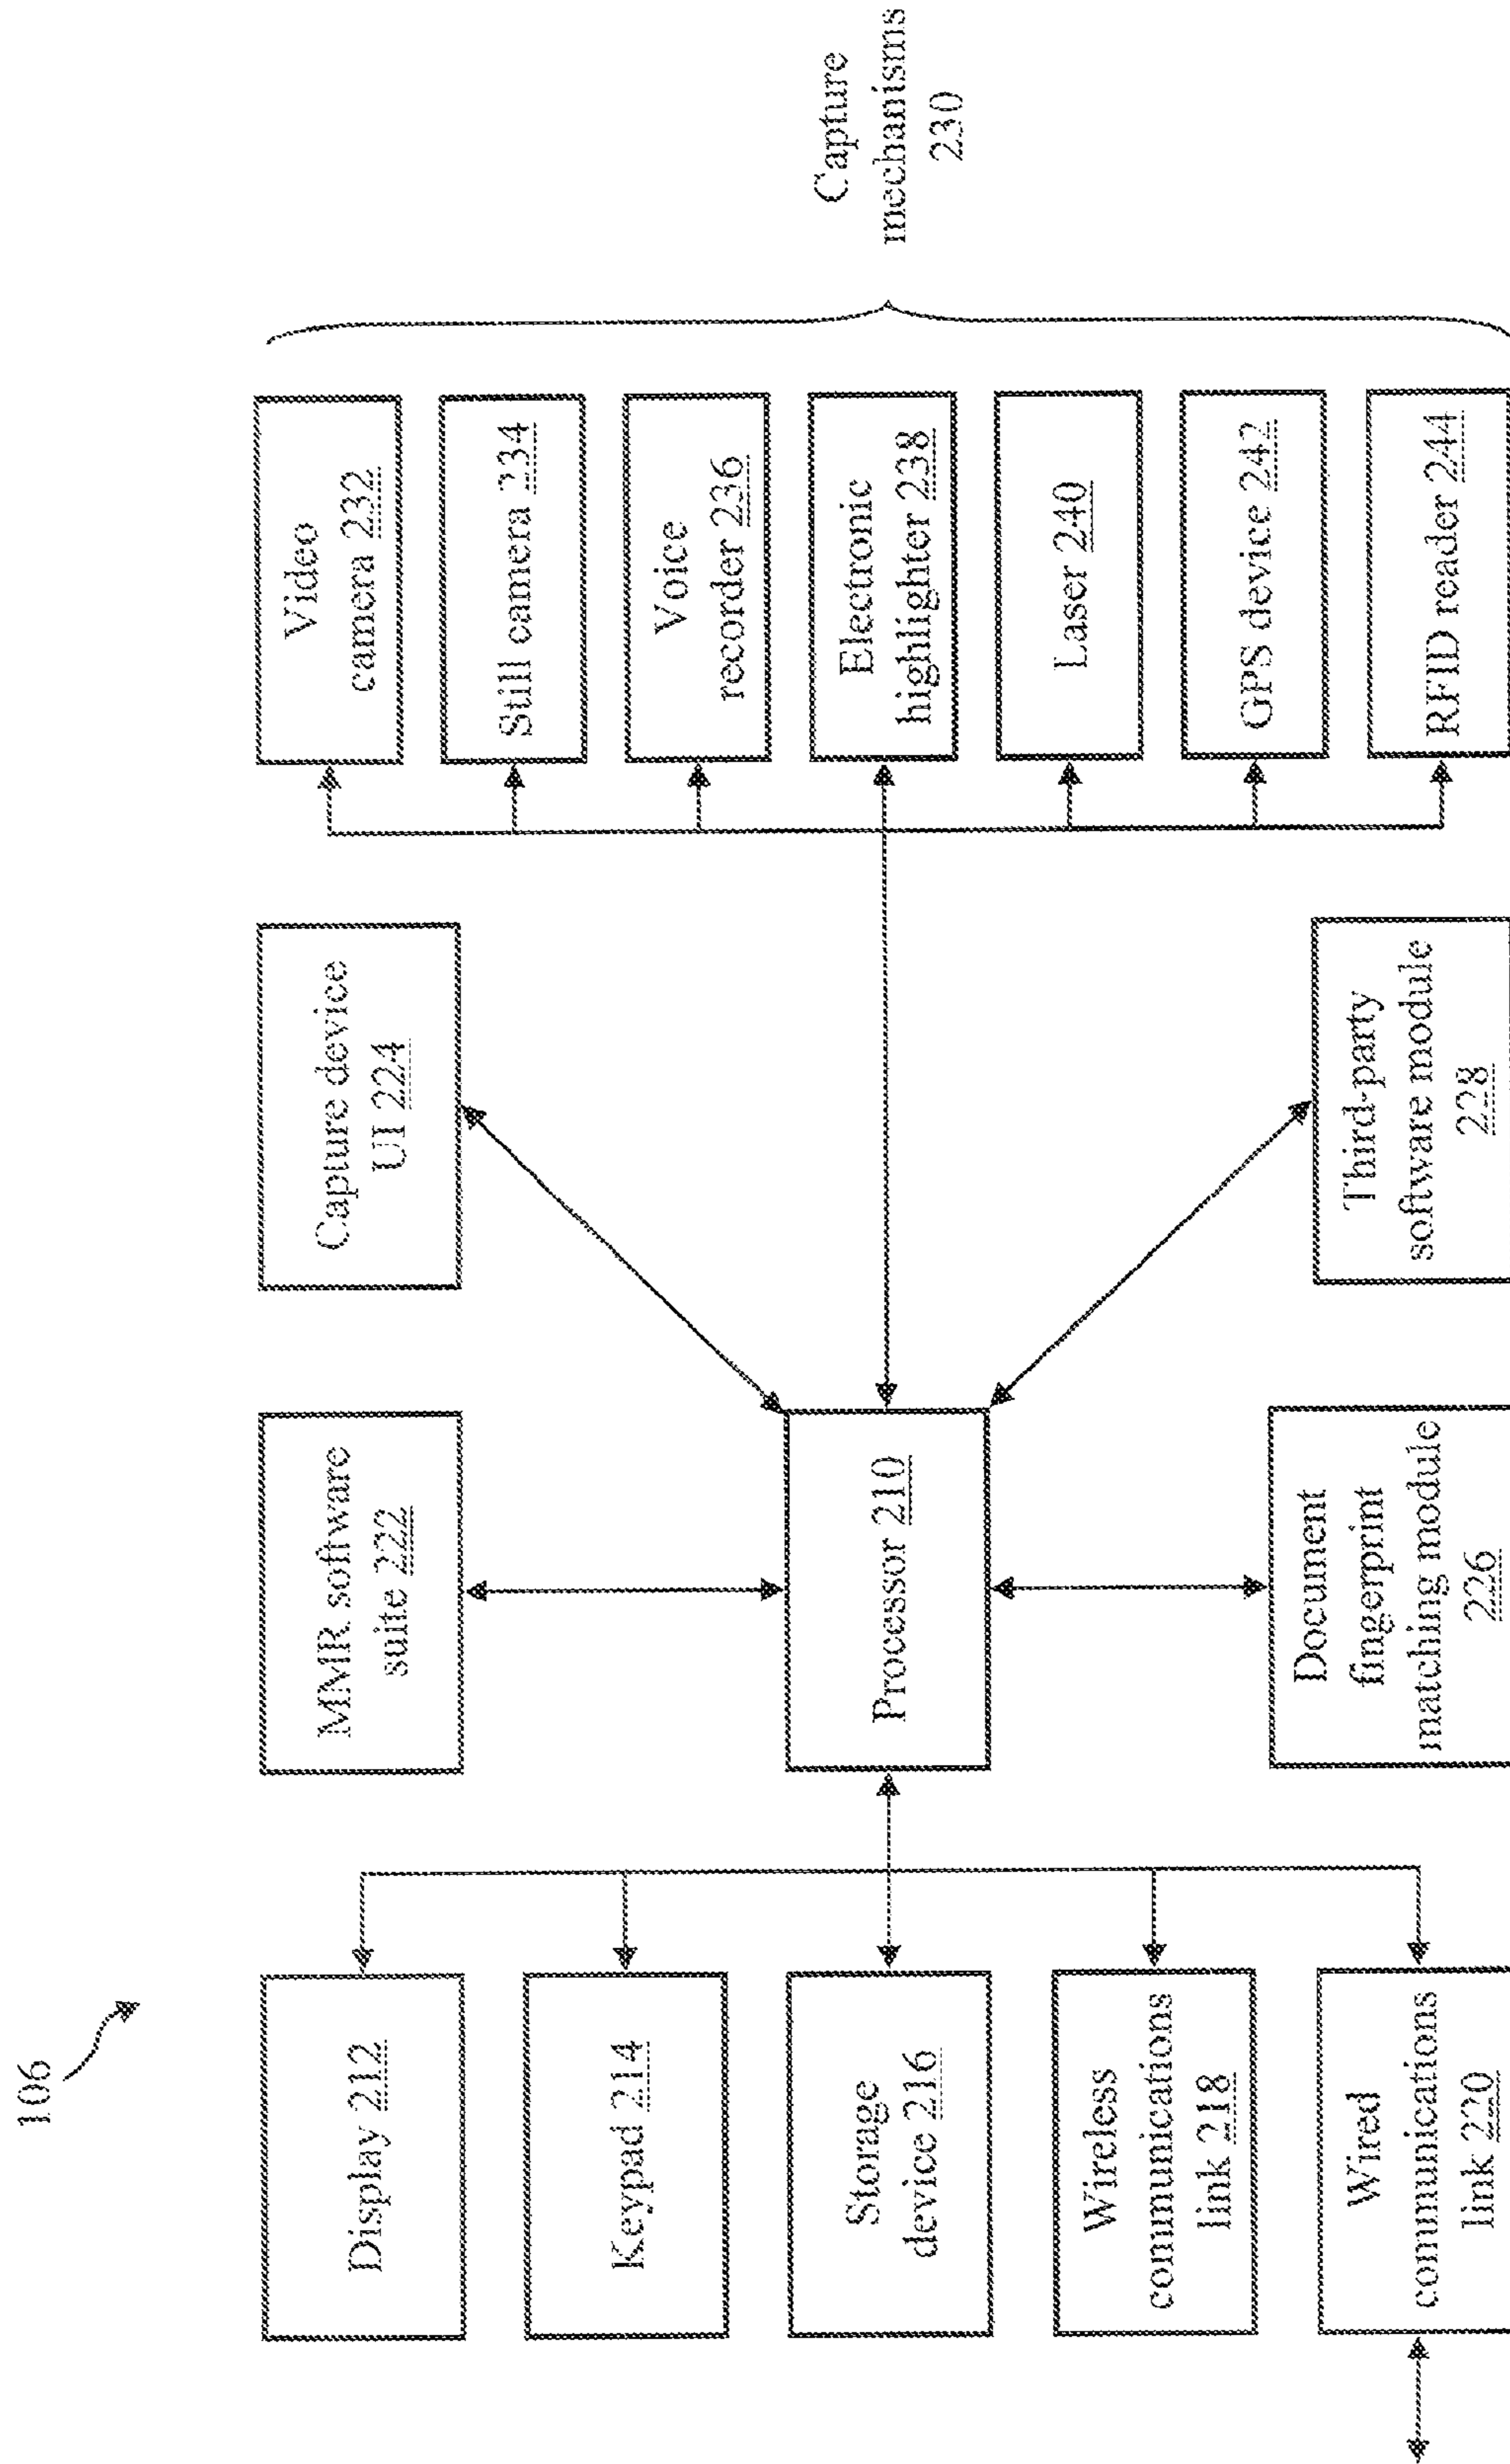 106
Display 212
Keypad 214
Storage
device 216
Wireless
communications
link 218
Wired
communications
link 220
MMR software
suite 222
Processor 210
Document
fingerprint
matching module
226
Capture device
UI 224
Third-party
software module
228
Video
camera 232
Still camera 234
Voice
recorder 236
Electronic
highlighter 238
Laser 240
GPS device 242
RFID reader 244
Capture
mechanisms
230